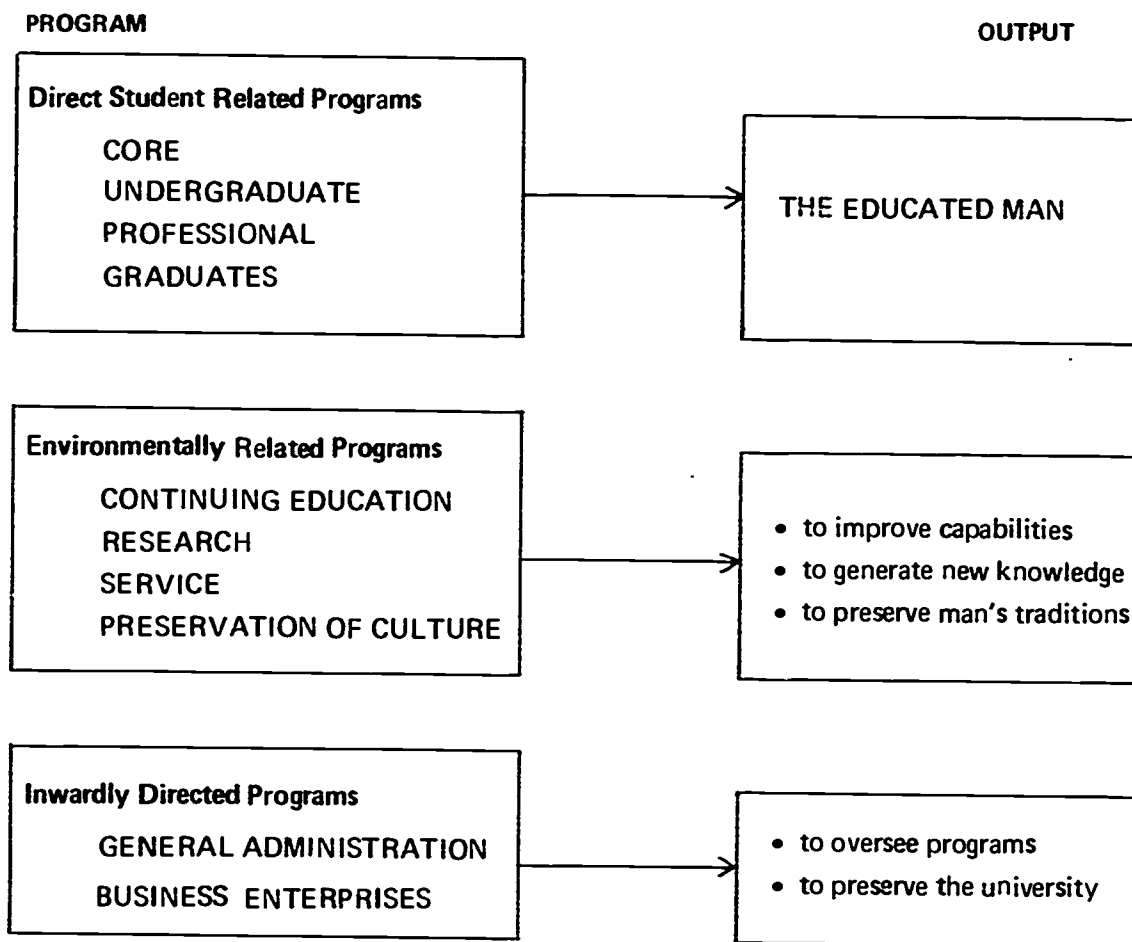 PROGRAM
OUTPUT
Direct Student Related Programs
CORE
UNDERGRADUATE
PROFESSIONAL
GRADUATES
THE EDUCATED MAN
Environmentally Related Programs
CONTINUING EDUCATION
RESEARCH
SERVICE
PRESERVATION OF CULTURE
• to improve capabilities
• to generate new knowledge
• to preserve man's traditions
Inwardly Directed Programs
GENERAL ADMINISTRATION
BUSINESS ENTERPRISES
• to oversee programs
• to preserve the university